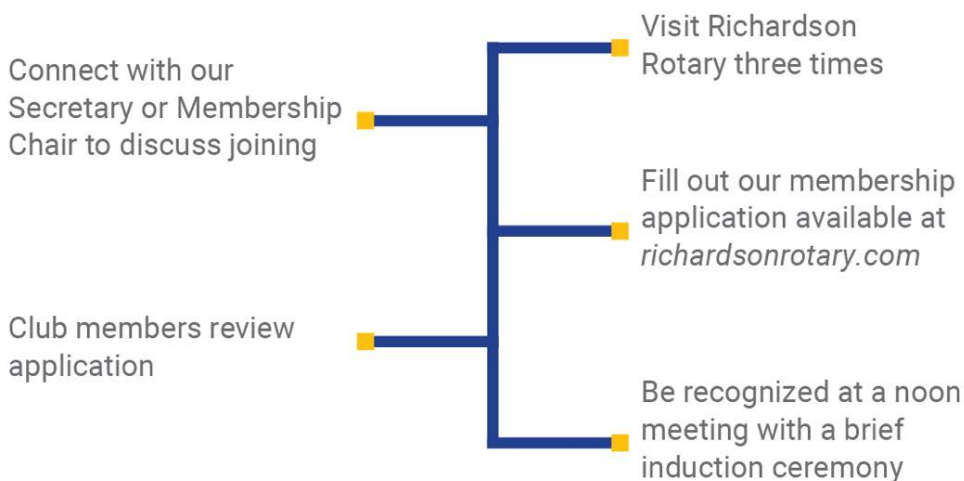 Visit Richardson
Rotary three times
Connect with our
Secretary or Membership
Chair to discuss joining
Fill out our membership
application available at
richardsonrotary.com
Club members review
application
Be recognized at a noon
meeting with a brief
induction ceremony